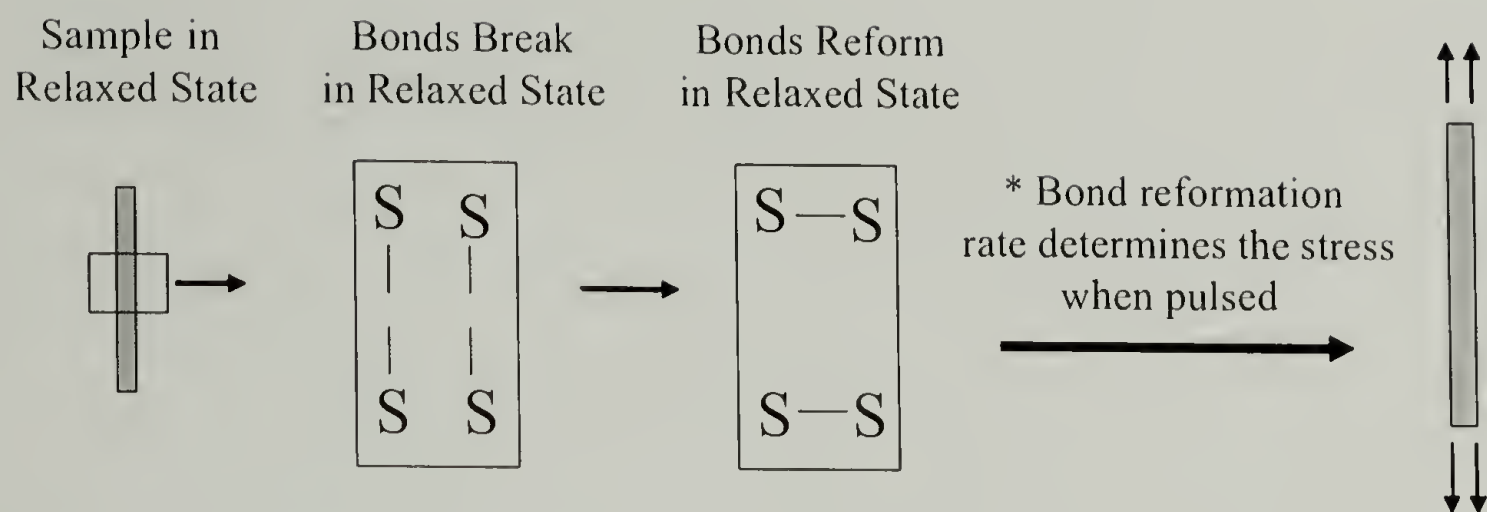 Sample in
Relaxed State
Bonds Break
in Relaxed State
Bonds Reform
in Relaxed State
S S
S S
S—S
S—S
* Bond reformation
rate determines the stress
when pulsed